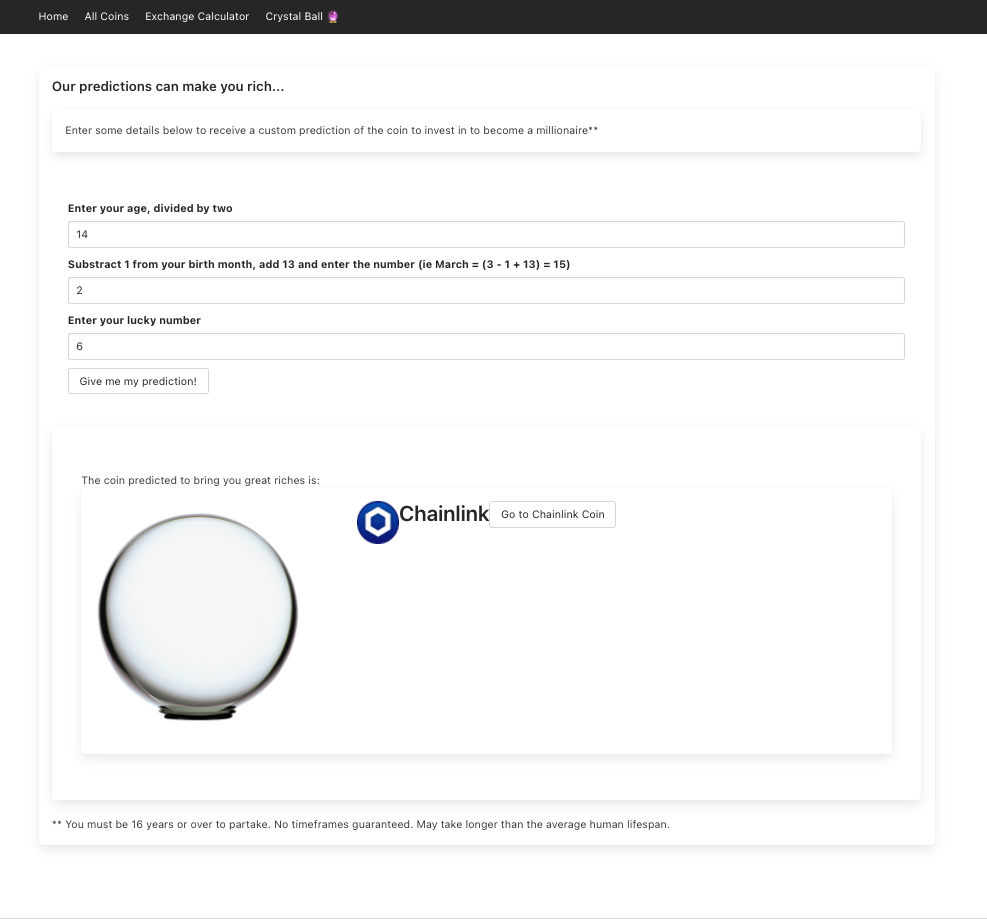 Home All Coins Exchange Calculator Crystal Ball 🔮
Our predictions can make you rich...
Enter some details below to receive a custom prediction of the coin to invest in to become a millionaire**
Enter your age, divided by two
14
Substract 1 from your birth month, add 13 and enter the number (ie March = (3 - 1 + 13) = 15)
2
Enter your lucky number
6
Give me my prediction!
The coin predicted to bring you great riches is:
Chainlink Go to Chainlink Coin
** You must be 16 years or over to partake. No timeframes guaranteed. May take longer than the average human lifespan.